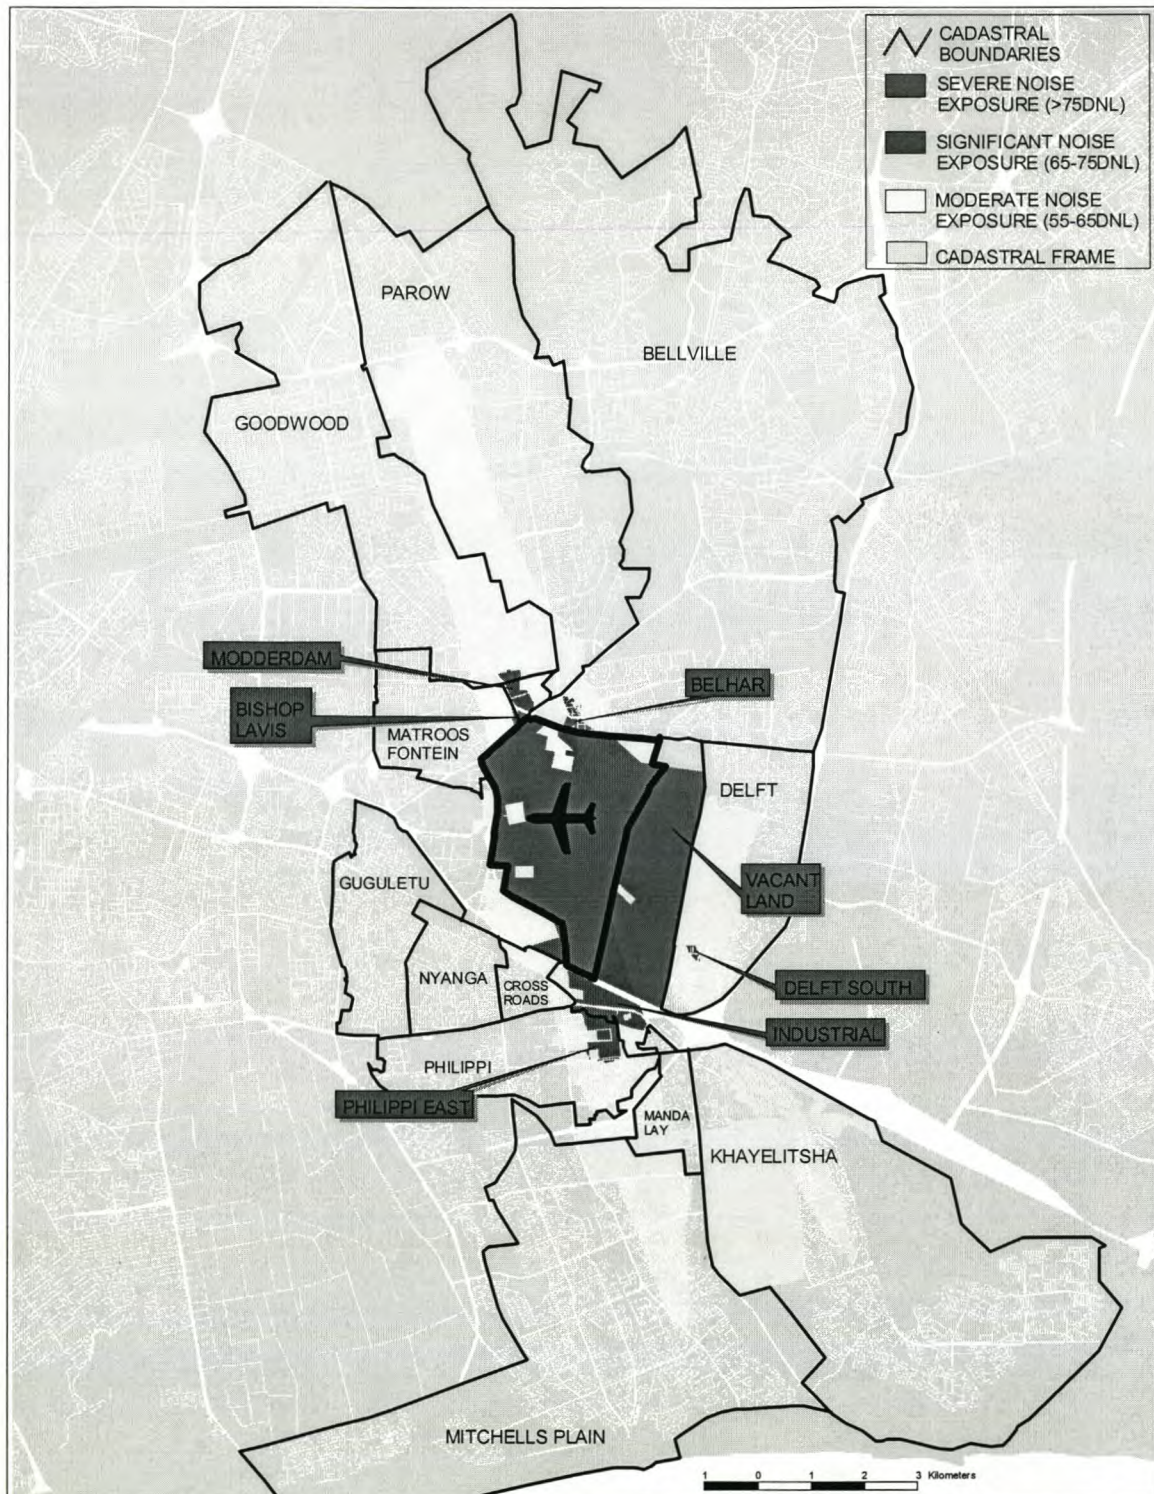 CADASTRAL
BOUNDARIES
SEVERE NOISE
EXPOSURE (>75DNL)
SIGNIFICANT NOISE
EXPOSURE (65-75DNL)
MODERATE NOISE
EXPOSURE (55-65DNL)
CADASTRAL FRAME
PAROW
BELLVILLE
GOODWOOD
MODDERDAM
BELHAR
BISHOP
LAVIS
MATROOS
FONTEIN
DELFT
GUGULETU
VACANT
LAND
NYANGA
CROSS
ROADS
DELFT SOUTH
INDUSTRIAL
PHILIPPI
PHILIPPI EAST
MANDA
LAY
KHAYELITSHA
MITCHELLS PLAIN
1 0 1 2 3 Kilometers